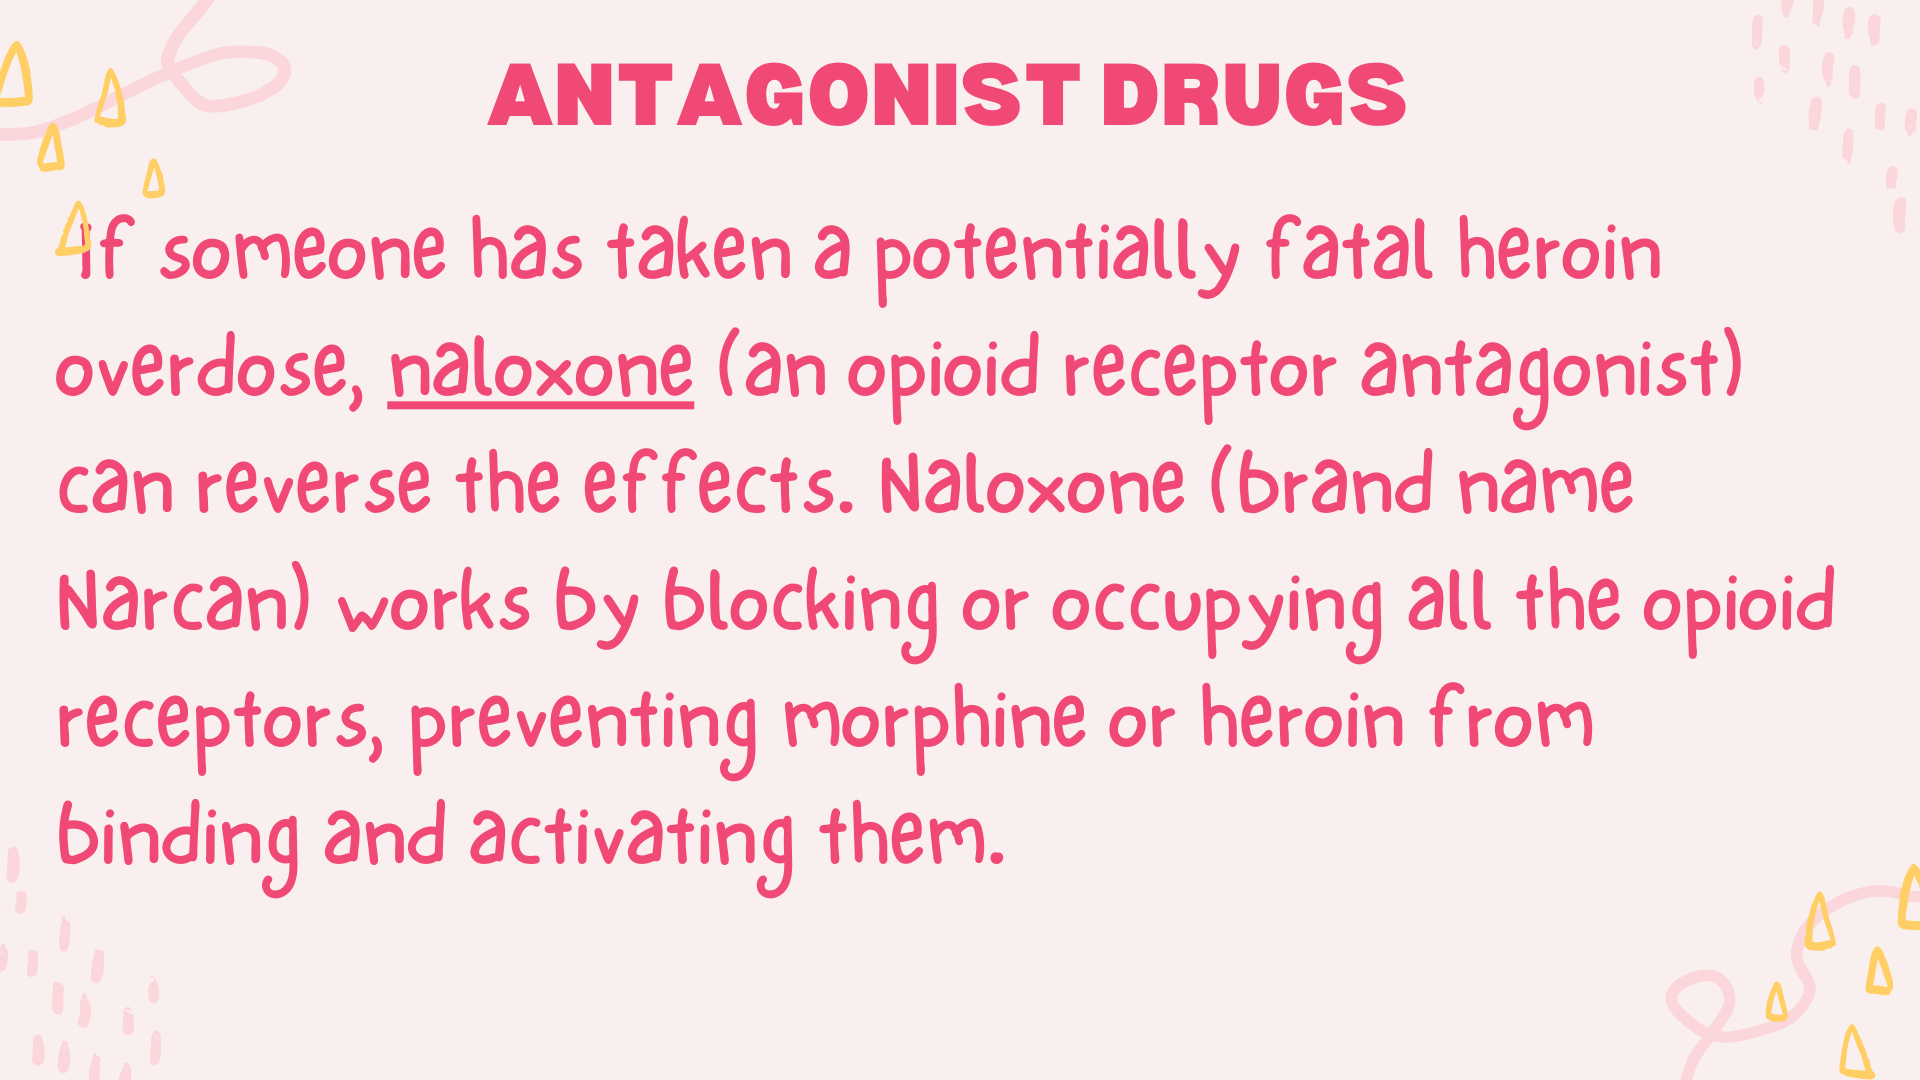 ANTAGONIST DRUGS
If someone has taken a potentially fatal heroin
overdose, naloxone (an opioid receptor antagonist)
can reverse the effects. Naloxone (brand name
Narcan) works by blocking or occupying all the opioid
receptors, preventing morphine or heroin from
binding and activating them.